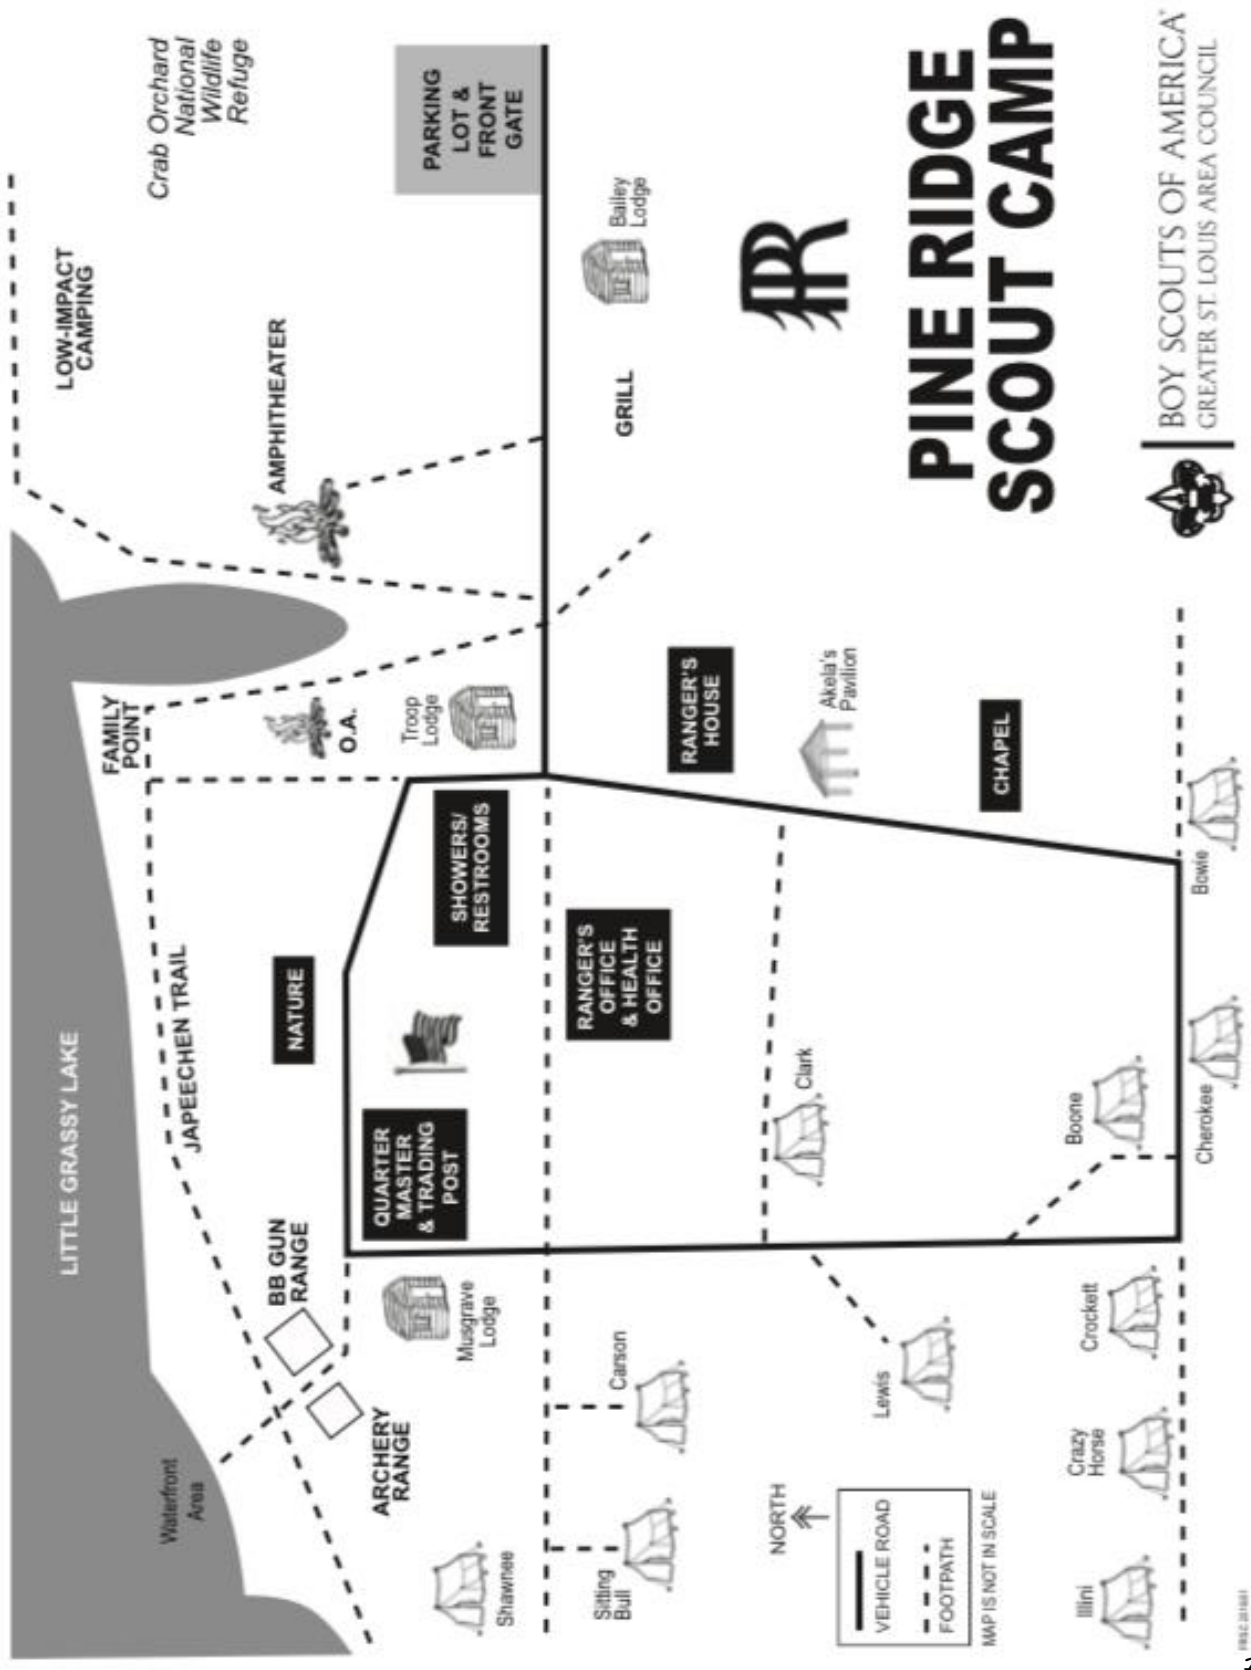 LITTLE GRASSY LAKE
LOW-IMPACT
CAMPING
Crab Orchard
National
Wildlife
Refuge
FAMILY
POINT
Waterfront
Area
JAPEECHEN TRAIL
AMPHITHEATER
BB GUN
RANGE
NATURE
O.A.
ARCHERY
RANGE
QUARTER
MASTER
& TRADING
POST
Troop
Lodge
PARKING
LOT &
FRONT
GATE
Musgrave
Lodge
SHOWERS/
RESTROOMS
Shawnee
Sitting
Bull
Carson
RANGER'S
OFFICE
& HEALTH
OFFICE
GRILL
Bailey
Lodge
RANGER'S
HOUSE
NORTH
Clark
Akela's
Pavilion
VEHICLE ROAD
FOOTPATH
MAP IS NOT IN SCALE
Lewis
CHAPEL
PINE RIDGE
SCOUT CAMP
Illini
Crazy
Horse
Crockett
Boone
Cherokee
Bowie
BOY SCOUTS OF AMERICA
GREATER ST. LOUIS AREA COUNCIL